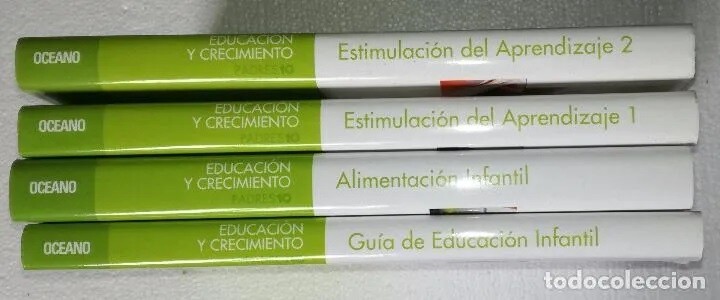 OCEANO
EDUCACIÓN
Y CRECIMIENTO
PADRES10
Estimulación del Aprendizaje 2
OCEANO
EDUCACIÓN
Y CRECIMIENTO
PADRES10
Estimulación del Aprendizaje 1
OCEANO
EDUCACIÓN
Y CRECIMIENTO
PADRES10
Alimentación Infantil
OCEANO
EDUCACIÓN
Y CRECIMIENTO
Guía de Educación Infantil
todocoleccion